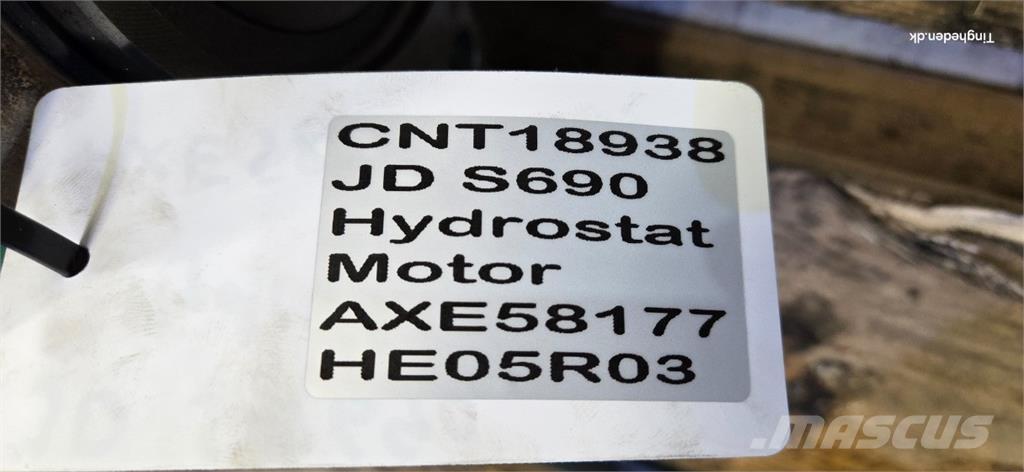 Tingheden.dk
CNT18938
JD S690
Hydrostat
Motor
AXE58177
HE05R03
MASCUS